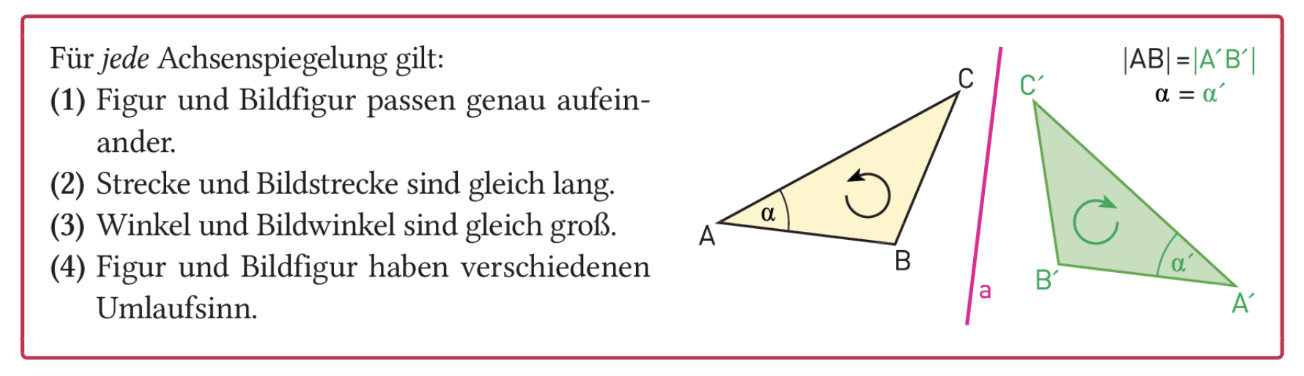 Für jede Achsenspiegelung gilt:
(1) Figur und Bildfigur passen genau aufein-
ander.
(2) Strecke und Bildstrecke sind gleich lang.
(3) Winkel und Bildwinkel sind gleich groß.
(4) Figur und Bildfigur haben verschiedenen
Umlaufsinn.
A
α
B
C
a
C´
B´
α´
A´
|AB| = |A´B´|
α = α´